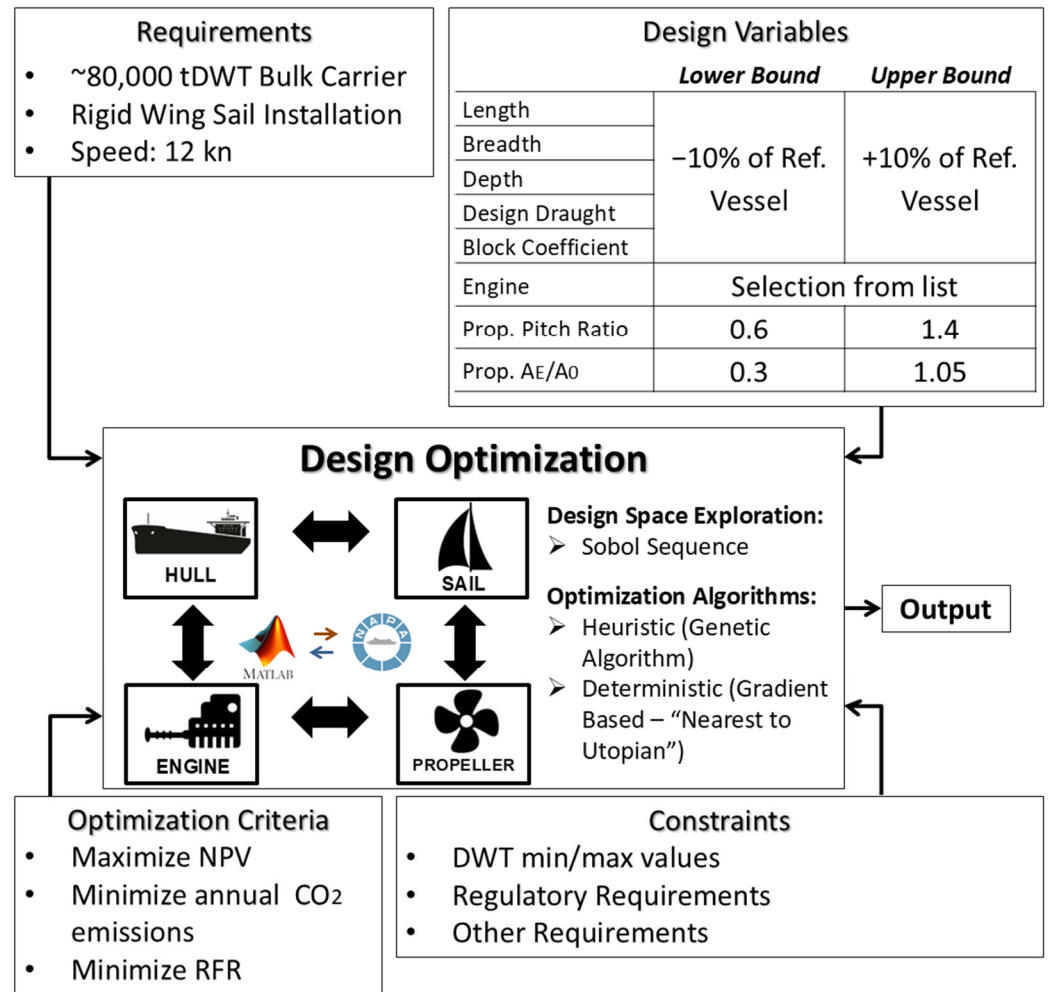 Requirements
• ~80,000 tDWT Bulk Carrier
• Rigid Wing Sail Installation
• Speed: 12 kn
Design Variables
Lower Bound Upper Bound
Length
Breadth
Depth
Design Draught
Block Coefficient
−10% of Ref.
Vessel
+10% of Ref.
Vessel
Engine Selection from list
Prop. Pitch Ratio 0.6 1.4
Prop. AE/A0 0.3 1.05
Design Optimization
HULL
SAIL
ENGINE
PROPELLER
MATLAB
NAPA
Design Space Exploration:
➢ Sobol Sequence
Optimization Algorithms:
➢ Heuristic (Genetic
Algorithm)
➢ Deterministic (Gradient
Based – “Nearest to
Utopian”)
Output
Optimization Criteria
• Maximize NPV
• Minimize annual CO2
emissions
• Minimize RFR
Constraints
• DWT min/max values
• Regulatory Requirements
• Other Requirements